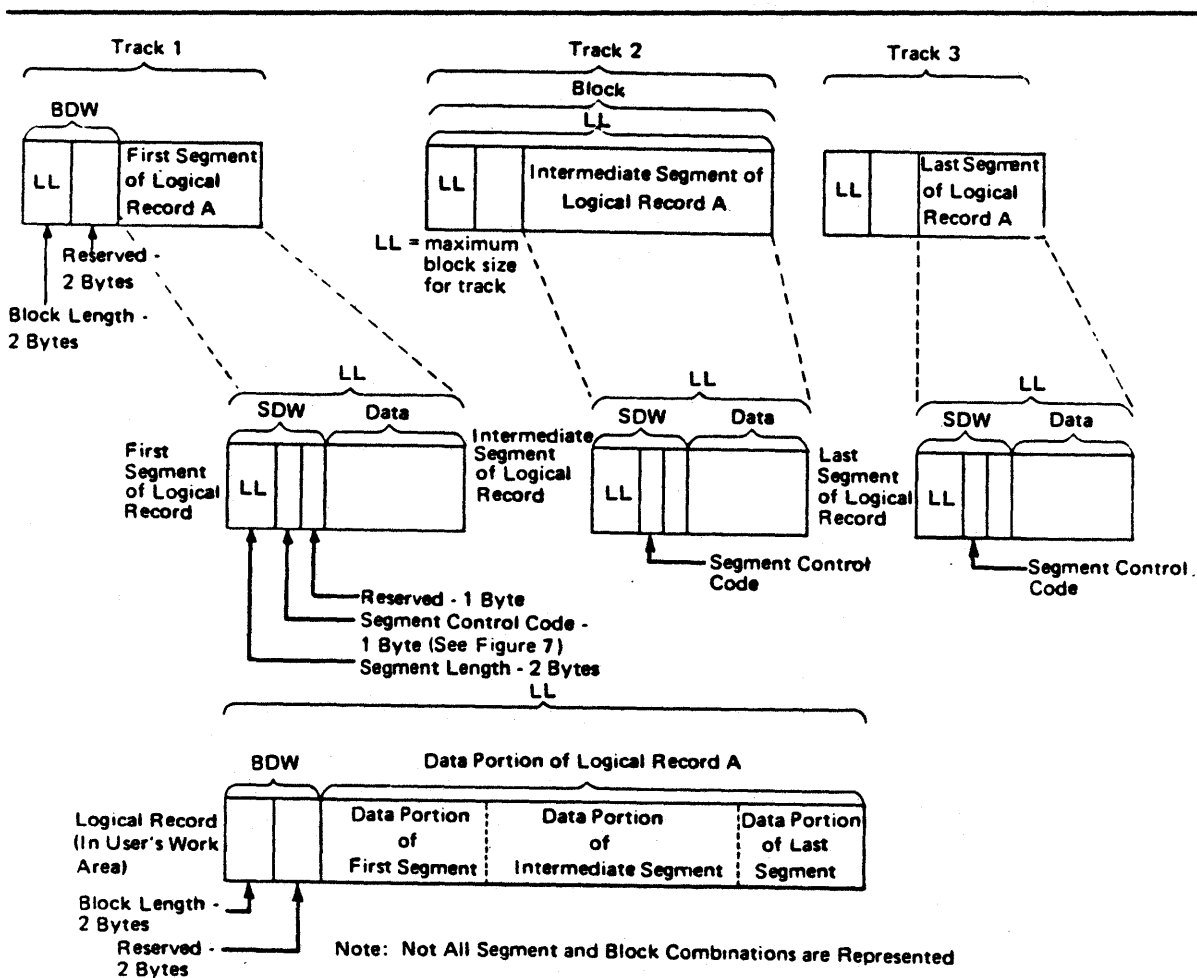 Track 1
Track 2
Track 3
Block
BDW
LL
LL
First Segment
of Logical
Record A
LL
Intermediate Segment of
Logical Record A
LL
Last Segment
of Logical
Record A
Reserved -
2 Bytes
Block Length -
2 Bytes
LL = maximum
block size
for track
LL
SDW
Data
First
Segment
of Logical
Record
LL
LL
SDW
Data
Intermediate
Segment
of Logical
Record
LL
LL
SDW
Data
Last
Segment
of Logical
Record
LL
Segment Control
Code
Segment Control
Code
Reserved - 1 Byte
Segment Control Code -
1 Byte (See Figure 7)
Segment Length - 2 Bytes
LL
BDW
Data Portion of Logical Record A
Logical Record
(In User's Work
Area)
Data Portion
of
First Segment
Data Portion
of
Intermediate Segment
Data Portion
of Last
Segment
Block Length -
2 Bytes
Reserved -
2 Bytes
Note: Not All Segment and Block Combinations are Represented